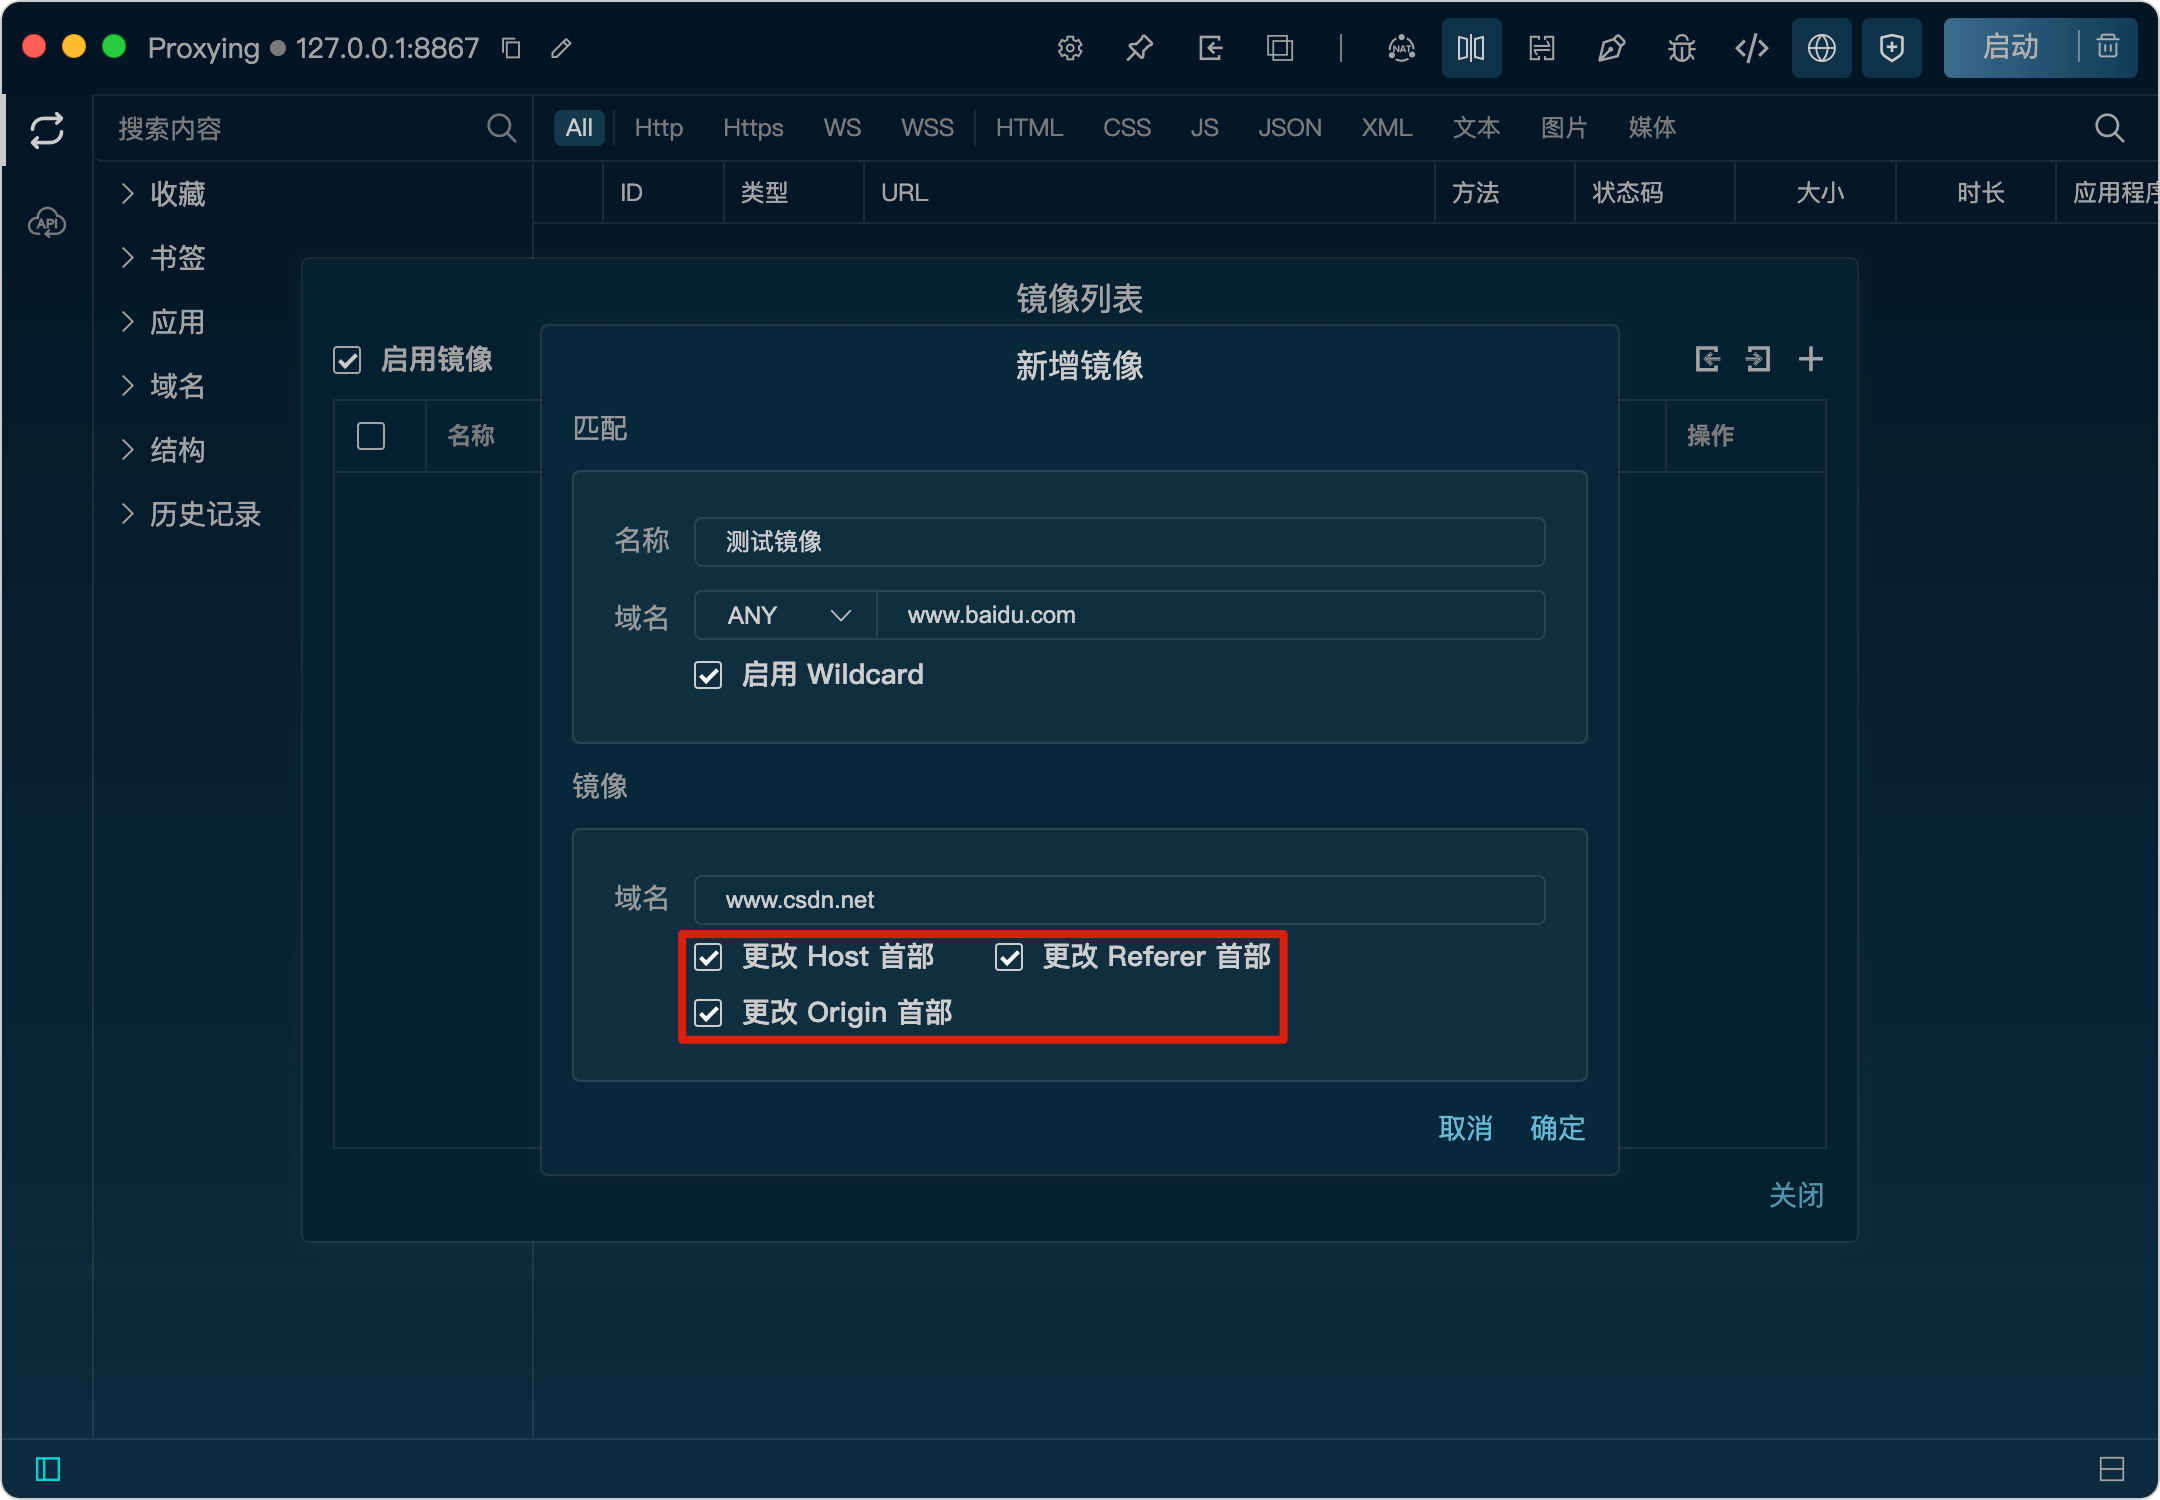 Proxying 127.0.0.1:8867
NAT
启动
搜索内容
All Http Https WS WSS HTML CSS JS JSON XML 文本 图片 媒体
API
ID 类型 URL 方法 状态码 大小 时长 应用程序
收藏
书签
应用
域名
结构
历史记录
镜像列表
启用镜像
名称 操作
新增镜像
匹配
名称 测试镜像
域名 ANY www.baidu.com
启用 Wildcard
镜像
域名 www.csdn.net
更改 Host 首部 更改 Referer 首部
更改 Origin 首部
取消 确定
关闭